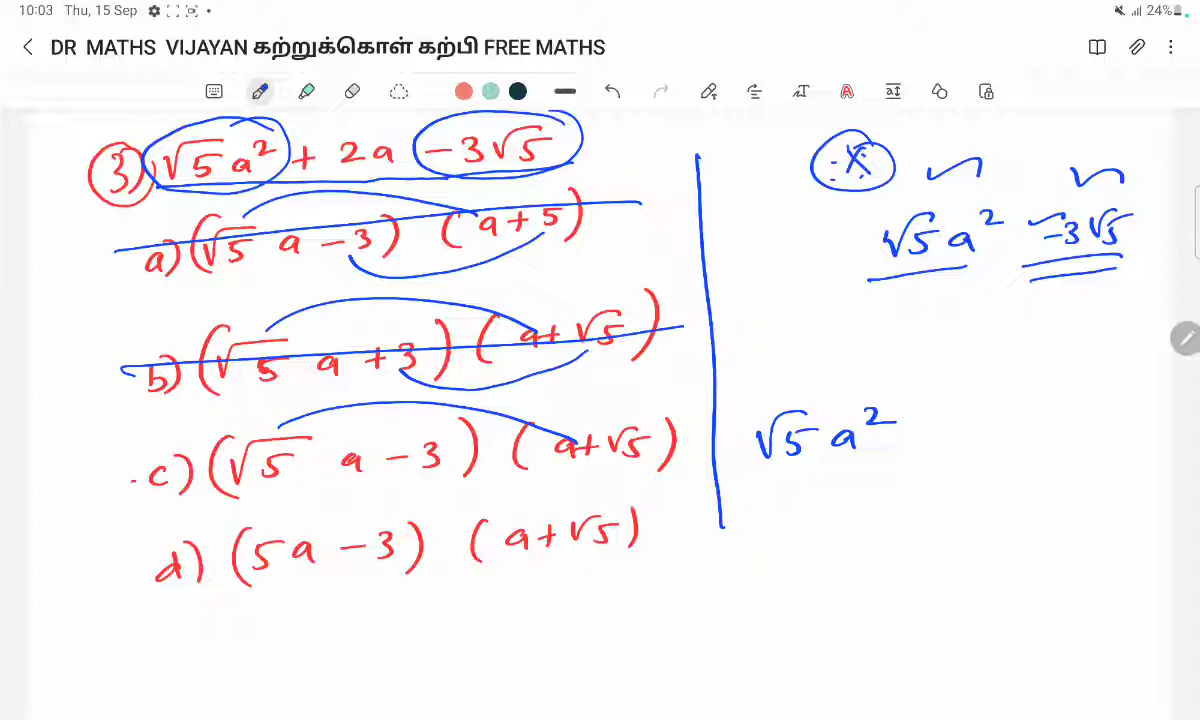 10:03 Thu, 15 Sep 24%
DR MATHS VIJAYAN கற்றுக்கொள் கற்பி FREE MATHS
3) √5 a² + 2a - 3√5
a) (√5 a - 3) (a + 5)
b) (√5 a + 3) (a + √5)
c) (√5 a - 3) (a + √5)
d) (5a - 3) (a + √5)
√5 a² -3√5
√5 a²